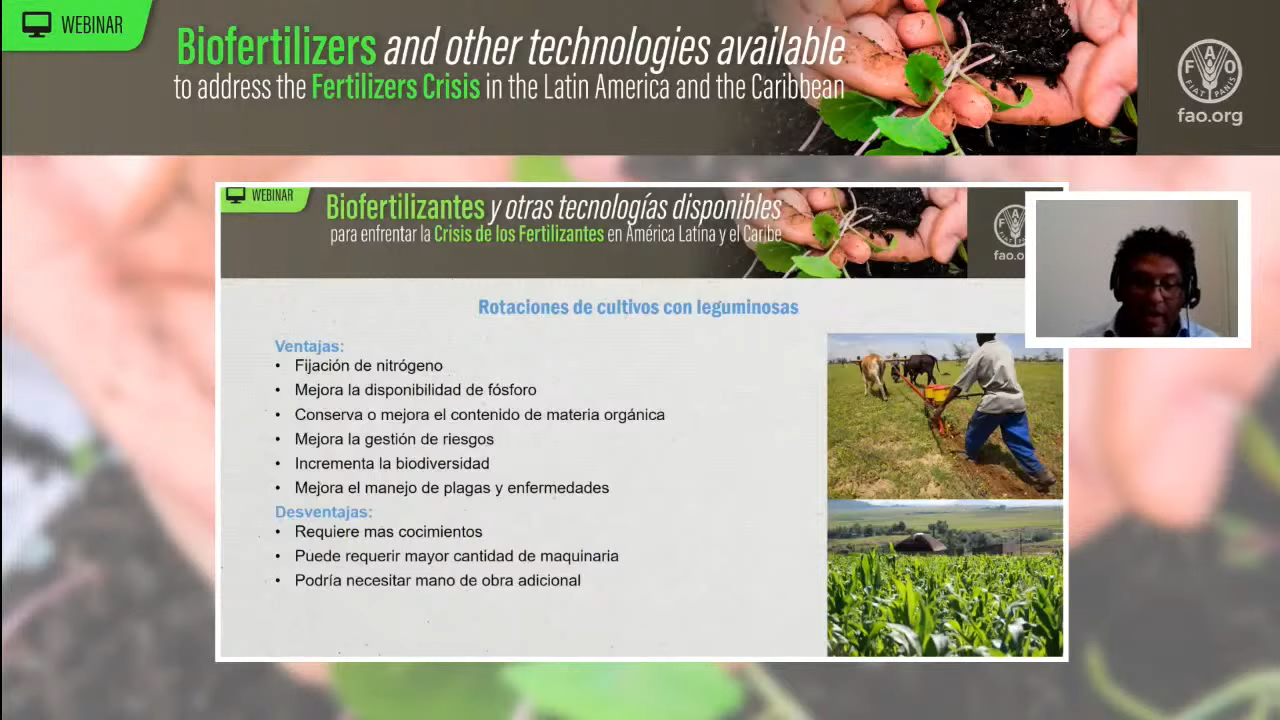 WEBINAR
Biofertilizers and other technologies available
to address the Fertilizers Crisis in the Latin America and the Caribbean
F A O
FIAT PANIS
fao.org
WEBINAR
Biofertilizantes y otras tecnologías disponibles
para enfrentar la Crisis de los Fertilizantes en América Latina y el Caribe
fao.o
Rotaciones de cultivos con leguminosas
Ventajas:
• Fijación de nitrógeno
• Mejora la disponibilidad de fósforo
• Conserva o mejora el contenido de materia orgánica
• Mejora la gestión de riesgos
• Incrementa la biodiversidad
• Mejora el manejo de plagas y enfermedades
Desventajas:
• Requiere mas cocimientos
• Puede requerir mayor cantidad de maquinaria
• Podría necesitar mano de obra adicional